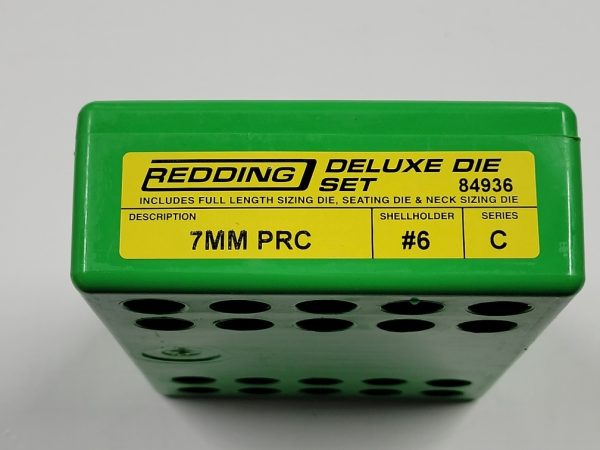 REDDING DELUXE DIE
SET 84936
INCLUDES FULL LENGTH SIZING DIE, SEATING DIE & NECK SIZING DIE
DESCRIPTION SHELLHOLDER SERIES
7MM PRC #6 C